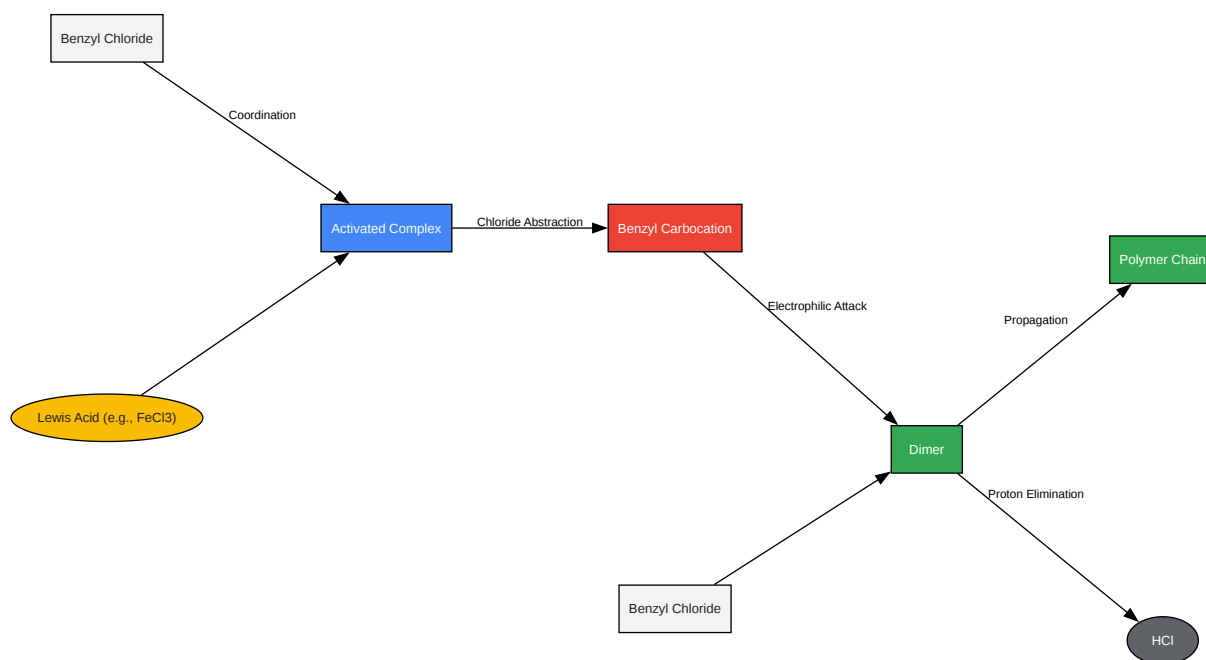 Benzyl Chloride
Coordination
Activated Complex
Chloride Abstraction
Benzyl Carbocation
Lewis Acid (e.g., FeCl3)
Electrophilic Attack
Polymer Chain
Propagation
Dimer
Proton Elimination
Benzyl Chloride
HCl